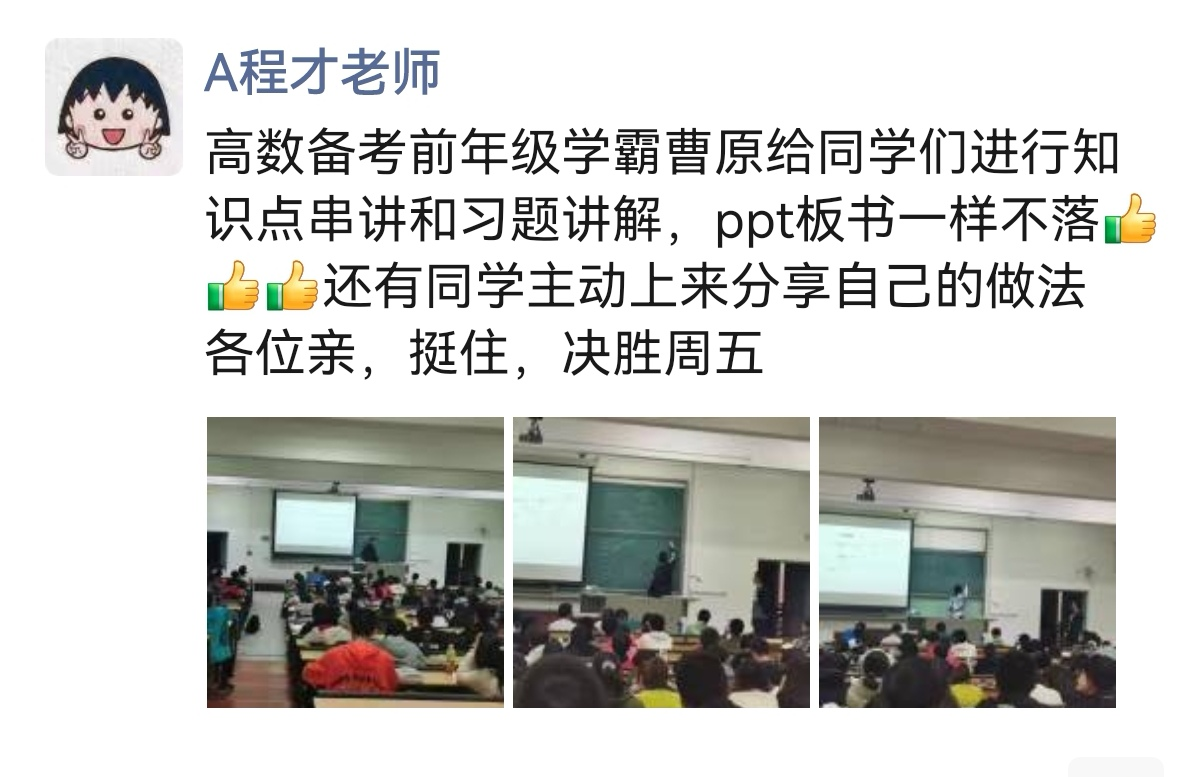 A程才老师
高数备考前年级学霸曹原给同学们进行知
识点串讲和习题讲解，ppt板书一样不落👍
👍👍还有同学主动上来分享自己的做法
各位亲，挺住，决胜周五